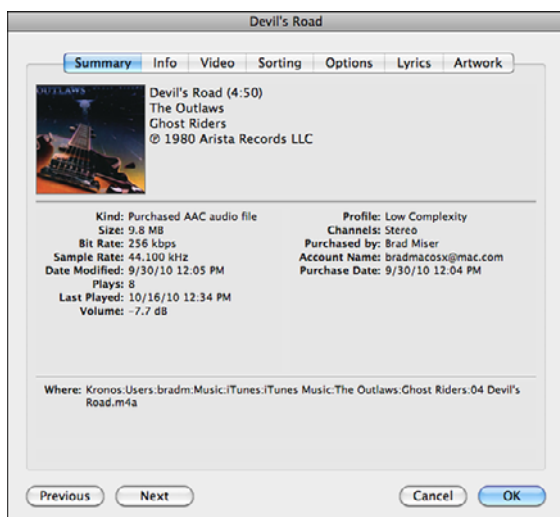 Devil's Road
Summary Info Video Sorting Options Lyrics Artwork
OUTLAWS
Devil's Road (4:50)
The Outlaws
Ghost Riders
℗ 1980 Arista Records LLC
Kind: Purchased AAC audio file
Size: 9.8 MB
Bit Rate: 256 kbps
Sample Rate: 44.100 kHz
Date Modified: 9/30/10 12:05 PM
Plays: 8
Last Played: 10/16/10 12:34 PM
Volume: -7.7 dB
Profile: Low Complexity
Channels: Stereo
Purchased by: Brad Miser
Account Name: bradmacosx@mac.com
Purchase Date: 9/30/10 12:04 PM
Where: Kronos:Users:bradm:Music:iTunes:iTunes Music:The Outlaws:Ghost Riders:04 Devil's
Road.m4a
Previous Next Cancel OK